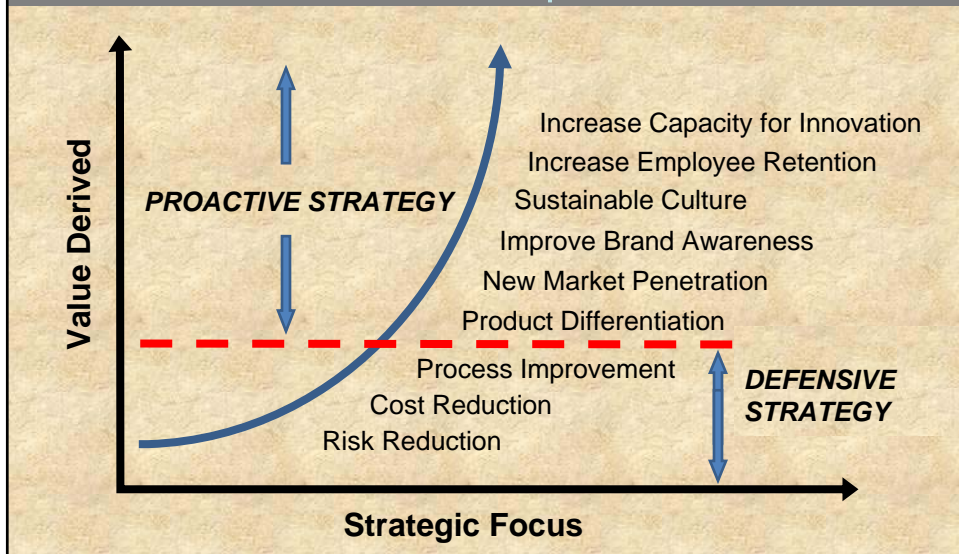 Increase Capacity for Innovation
Increase Employee Retention
PROACTIVE STRATEGY
Sustainable Culture
Improve Brand Awareness
New Market Penetration
Product Differentiation
Process Improvement
DEFENSIVE
STRATEGY
Cost Reduction
Risk Reduction
Value Derived
Strategic Focus